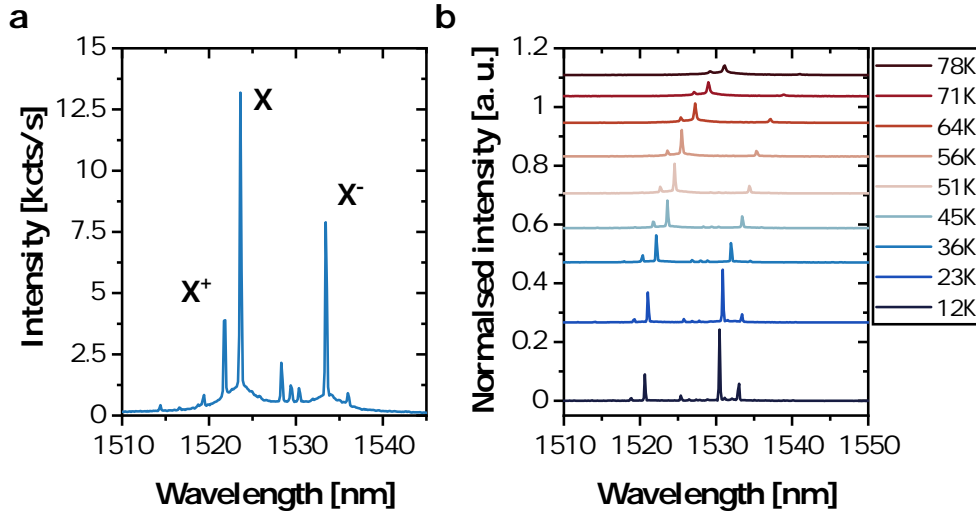 a
15
12.5
10
7.5
5
2.5
0
Intensity [kcts/s]
X
X-
X+
1510 1520 1530 1540
Wavelength [nm]
b
1.2
1
0.8
0.6
0.4
0.2
0
Normalised intensity [a. u.]
1510 1520 1530 1540 1550
Wavelength [nm]
78K
71K
64K
56K
51K
45K
36K
23K
12K